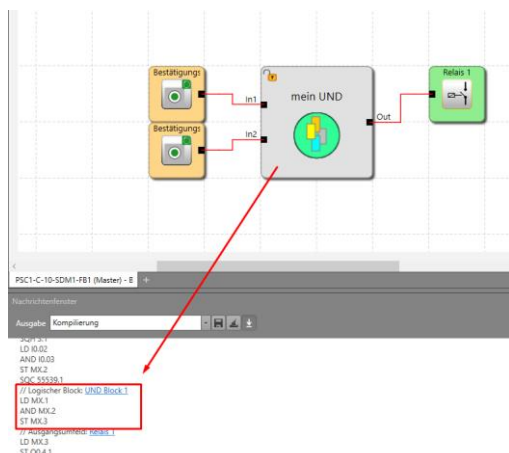 Bestätigungs
In1
mein UND
Relais 1
Out
Bestätigungs
In2
PSC1-C-10-SDM1-FB1 (Master) - E
+
Nachrichtenfenster
Ausgabe Kompilierung
LD I0.02
AND I0.03
ST MX.2
SQC 55539.1
// Logischer Block: UND Block 1
LD MX.1
AND MX.2
ST MX.3
// Ausgangsumfeld: Relais 1
LD MX.3